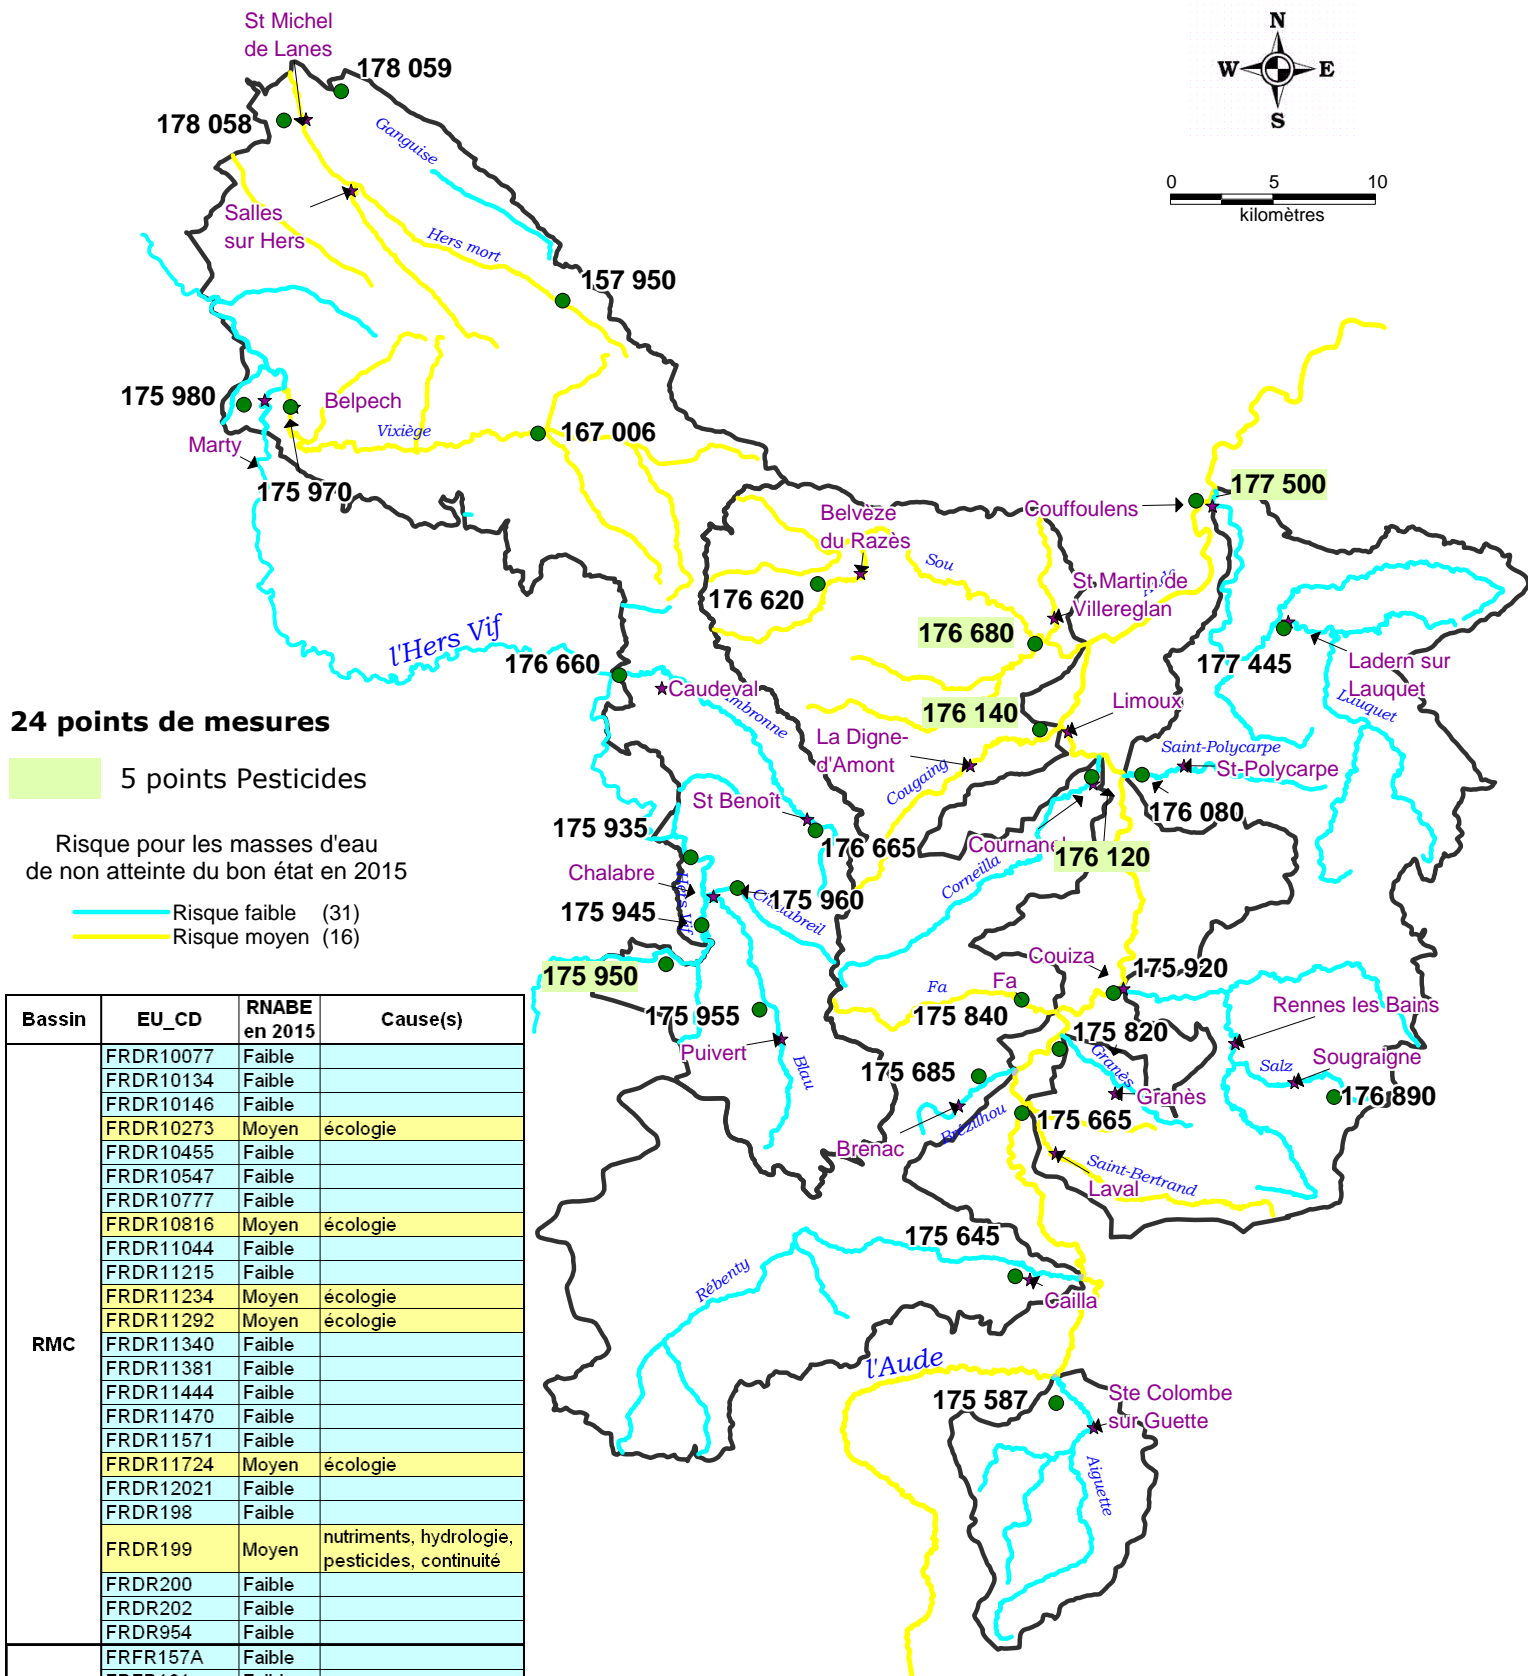 St Michel
de Lanes
178 059
178 058
Ganguise
N
W E
S
0 5 10
kilomètres
Salles
sur Hers
Hers mort
157 950
175 980
Belpech
Vixiège
167 006
Marty
175 970
Couffoulens
177 500
Belvèze
du Razès
Sou
St Martin de
Villereglan
176 620
176 680
l'Hers Vif
176 660
177 445
Ladern sur
Lauquet
Lauquet
Caudeval
176 140
Limoux
La Digne-
d'Amont
Cougaing
Saint-Polycarpe
St-Polycarpe
176 080
24 points de mesures
5 points Pesticides
St Benoît
175 935
176 665
176 120
Corneilla
Risque pour les masses d'eau
de non atteinte du bon état en 2015
Risque faible (31)
Risque moyen (16)
Chalabre
Hers Vif
175 960
175 945
175 950
Couiza
175 920
Fa
Fa
175 840
Rennes les Bains
175 955
Puivert
Blau
175 820
Granès
Granès
175 685
Salz
Sougraigne
176 890
175 665
Brenac
Brézilhou
Saint-Bertrand
Laval
175 645
Rébenty
Cailla
l'Aude
175 587
Ste Colombe
sur Guette
Aiguette
Bassin EU_CD RNABE en 2015 Cause(s)
RMC
FRDR10077 Faible
FRDR10134 Faible
FRDR10146 Faible
FRDR10273 Moyen écologie
FRDR10455 Faible
FRDR10547 Faible
FRDR10777 Faible
FRDR10816 Moyen écologie
FRDR11044 Faible
FRDR11215 Faible
FRDR11234 Moyen écologie
FRDR11292 Moyen écologie
FRDR11340 Faible
FRDR11381 Faible
FRDR11444 Faible
FRDR11470 Faible
FRDR11571 Faible
FRDR11724 Moyen écologie
FRDR12021 Faible
FRDR198 Faible
FRDR199 Moyen nutriments, hydrologie,
pesticides, continuité
FRDR200 Faible
FRDR202 Faible
FRDR954 Faible
FRFR157A Faible